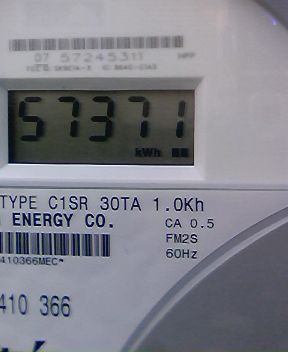 07 57245311
57371
kWh
TYPE C1SR 30TA 1.0Kh
ENERGY CO. CA 0.5
FM2S
410366MEC* 60Hz
410 366